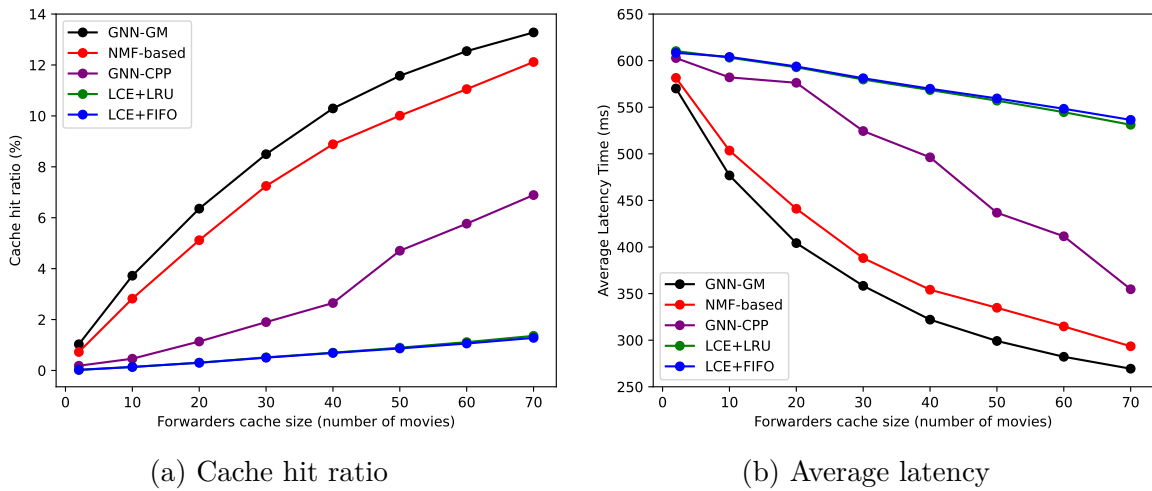 14
12
10
8
6
4
2
0
Cache hit ratio (%)
GNN-GM
NMF-based
GNN-CPP
LCE+LRU
LCE+FIFO
0 10 20 30 40 50 60 70
Forwarders cache size (number of movies)
(a) Cache hit ratio
650
600
550
500
450
400
350
300
250
Average Latency Time (ms)
GNN-GM
NMF-based
GNN-CPP
LCE+LRU
LCE+FIFO
0 10 20 30 40 50 60 70
Forwarders cache size (number of movies)
(b) Average latency